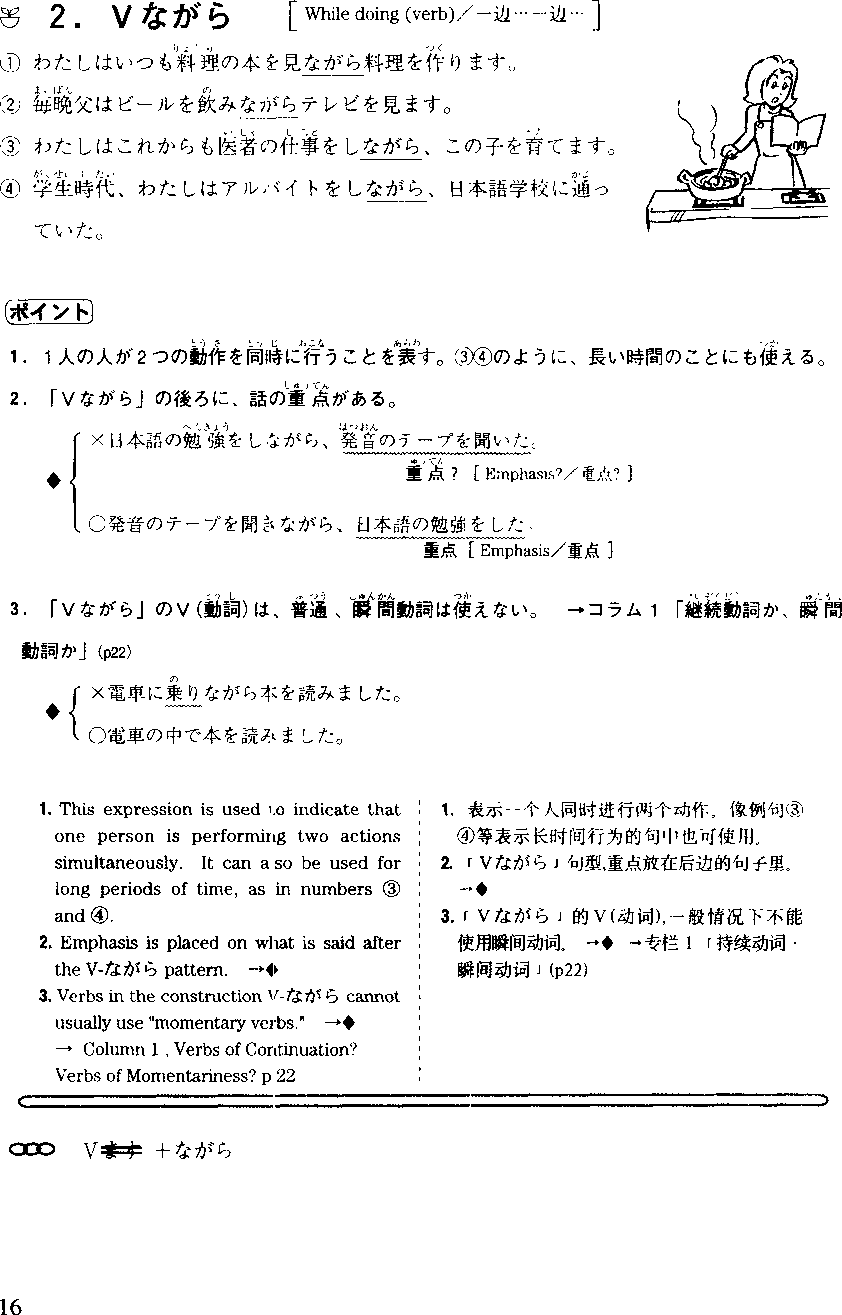 2. Vながら [While doing (verb)／一边…一边…]
① わたしはいつも料理の本を見ながら料理を作ります。
② 毎晩父はビールを飲みながらテレビを見ます。
③ わたしはこれからも医者の仕事をしながら、この子を育てます。
④ 学生時代、わたしはアルバイトをしながら、日本語学校に通っ
ていた。
ポイント
1. 1人の人が2つの動作を同時に行うことを表す。③④のように、長い時間のことにも使える。
2. 「Vながら」の後ろに、話の重点がある。
◆ ×日本語の勉強をしながら、発音のテープを聞いた。
重点？ [Emphasis?／重点?]
○発音のテープを聞きながら、日本語の勉強をした。
重点 [Emphasis／重点]
3. 「Vながら」のV(動詞)は、普通、瞬間動詞は使えない。 →コラム1「継続動詞か、瞬間
動詞か」(p22)
◆ ×電車に乗りながら本を読みました。
○電車の中で本を読みました。
1. This expression is used to indicate that
one person is performing two actions
simultaneously. It can also be used for
long periods of time, as in numbers ③
and ④.
2. Emphasis is placed on what is said after
the V-ながら pattern. →◆
3. Verbs in the construction V-ながら cannot
usually use "momentary verbs." →◆
→ Column 1, Verbs of Continuation?
Verbs of Momentariness? p 22
1. 表示一个人同时进行两个动作。像例句③
④等表示长时间行为的句中也可使用。
2.「Vながら」句型,重点放在后边的句子里。
→◆
3.「Vながら」的V(动词),一般情况下不能
使用瞬间动词。 →◆ →专栏1「持续动词·
瞬间动词」(p22)
Vます +ながら
16